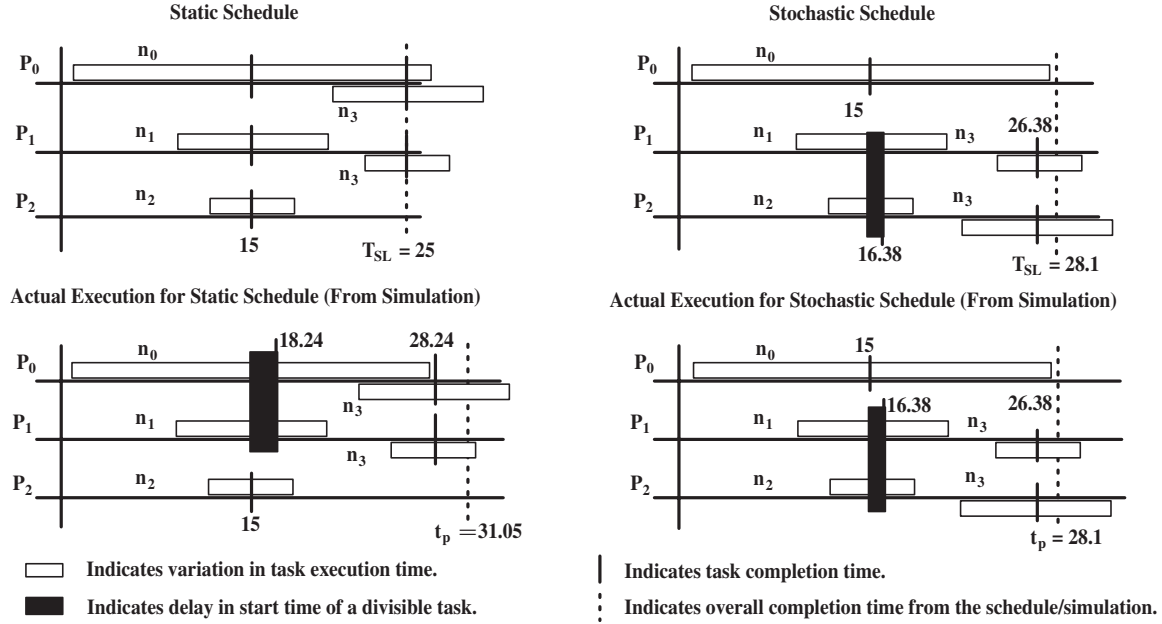 Static Schedule
P0
n0
n3
P1
n1
n3
P2
n2
15
TSL = 25
Stochastic Schedule
P0
n0
15
P1
n1
n3
26.38
P2
n2
n3
16.38
TSL = 28.1
Actual Execution for Static Schedule (From Simulation)
18.24
28.24
P0
n0
n3
P1
n1
n3
P2
n2
15
tp = 31.05
Actual Execution for Stochastic Schedule (From Simulation)
P0
n0
15
16.38
26.38
P1
n1
n3
P2
n2
n3
tp = 28.1
Indicates variation in task execution time.
Indicates delay in start time of a divisible task.
Indicates task completion time.
Indicates overall completion time from the schedule/simulation.